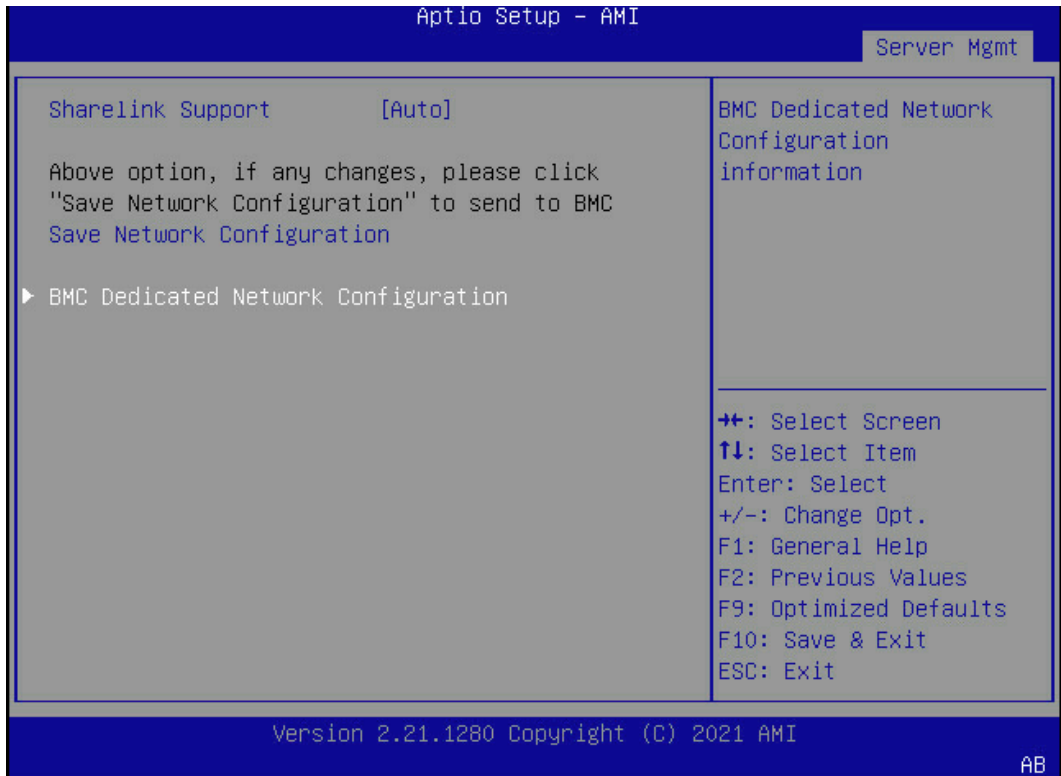 Aptio Setup – AMI
Server Mgmt
Sharelink Support [Auto]
Above option, if any changes, please click
"Save Network Configuration" to send to BMC
Save Network Configuration
► BMC Dedicated Network Configuration
BMC Dedicated Network
Configuration
information
→←: Select Screen
↑↓: Select Item
Enter: Select
+/-: Change Opt.
F1: General Help
F2: Previous Values
F9: Optimized Defaults
F10: Save & Exit
ESC: Exit
Version 2.21.1280 Copyright (C) 2021 AMI
AB